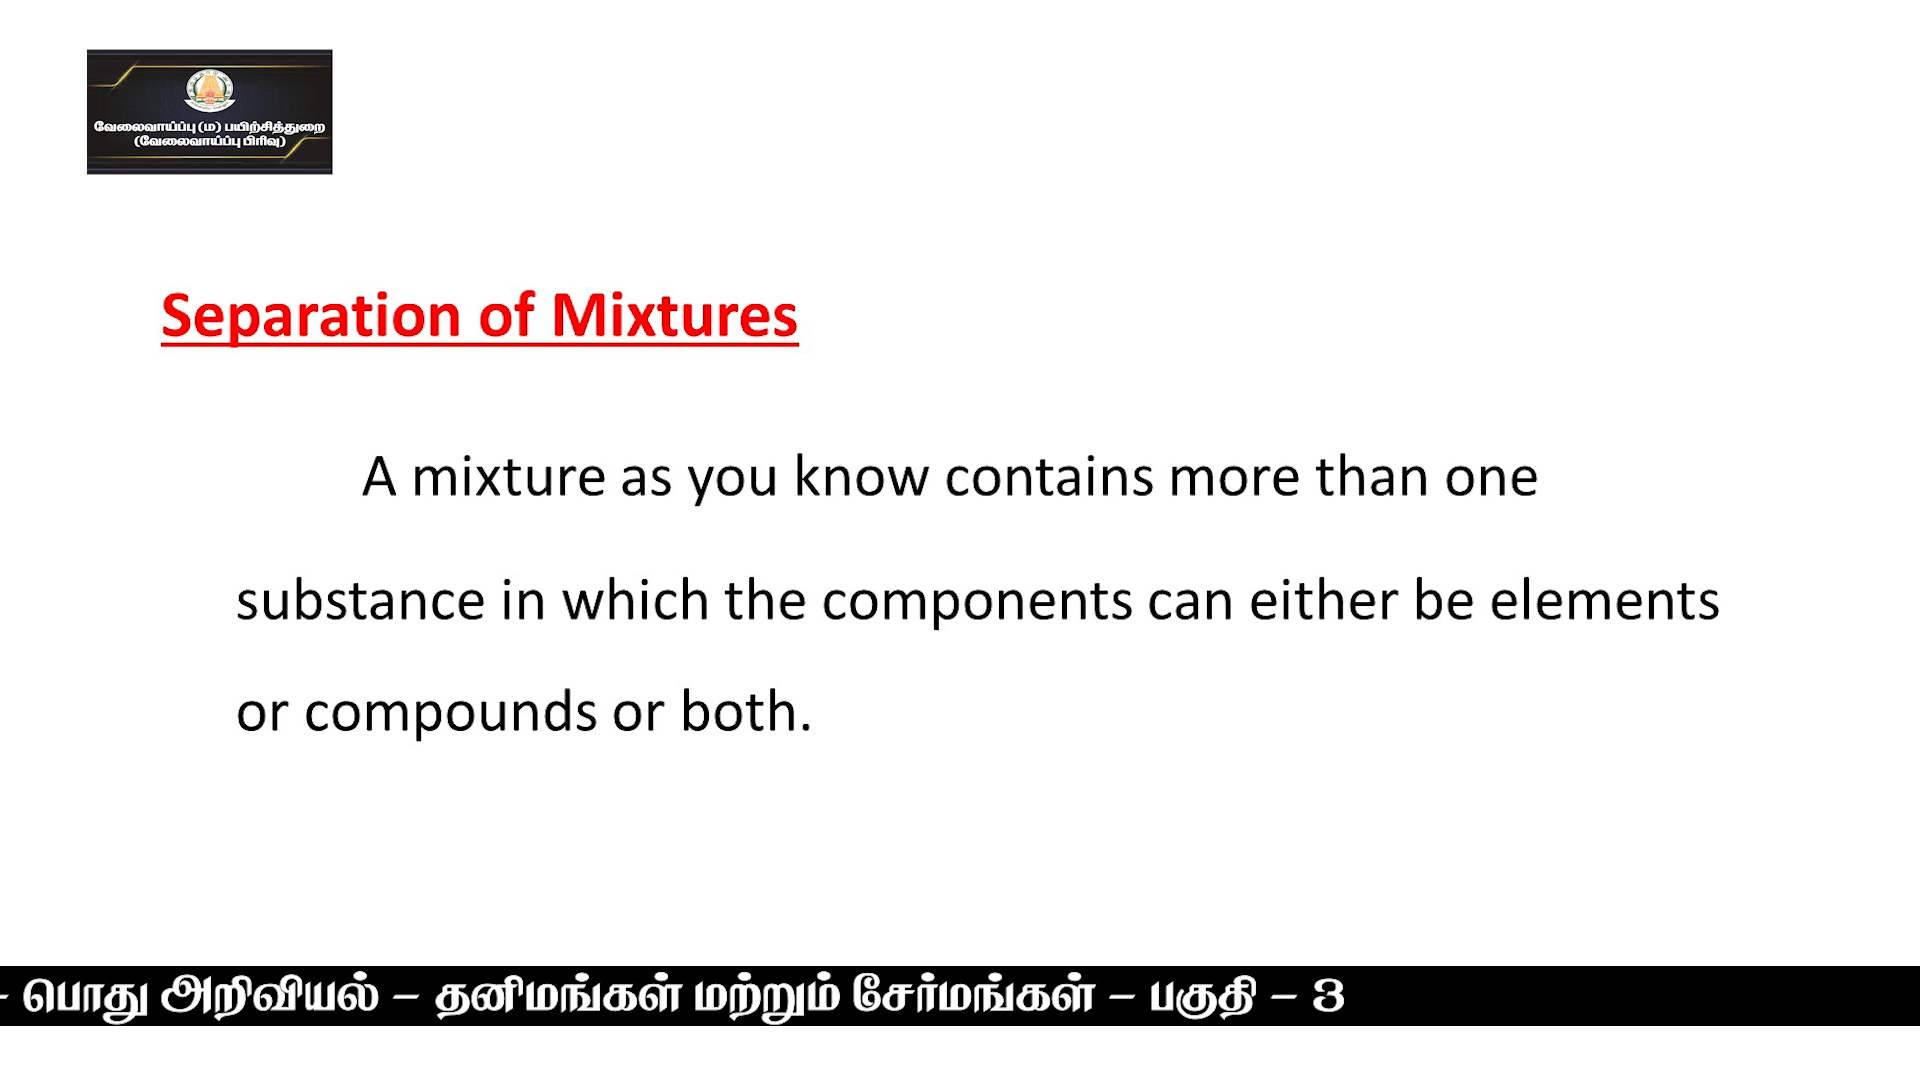 வேலைவாய்ப்பு (ம) பயிற்சித்துறை
(வேலைவாய்ப்பு பிரிவு)
Separation of Mixtures
A mixture as you know contains more than one
substance in which the components can either be elements
or compounds or both.
– பொது அறிவியல் – தனிமங்கள் மற்றும் சேர்மங்கள் – பகுதி – 3